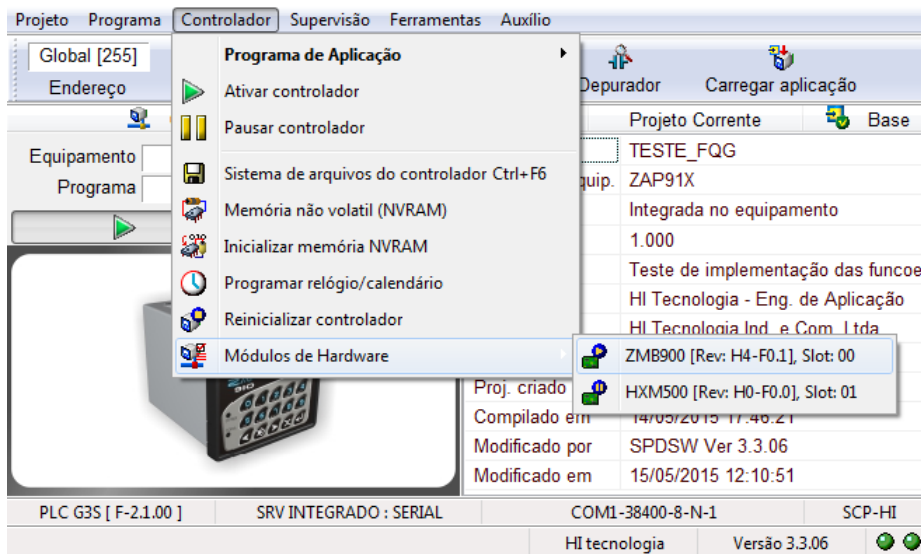 Projeto Programa Controlador Supervisão Ferramentas Auxílio
Global [255]
Endereço
Programa de Aplicação
Ativar controlador
Pausar controlador
Sistema de arquivos do controlador Ctrl+F6
Memória não volatil (NVRAM)
Inicializar memória NVRAM
Programar relógio/calendário
Reinicializar controlador
Módulos de Hardware
ZMB900 [Rev: H4-F0.1], Slot: 00
HXM500 [Rev: H0-F0.0], Slot: 01
Depurador Carregar aplicação
Equipamento
Programa
Projeto Corrente Base
TESTE_FQG
quip. ZAP91X
Integrada no equipamento
1.000
Teste de implementação das funcoe
HI Tecnologia - Eng. de Aplicação
HI Tecnologia Ind. e Com. Ltda
Proj. criado
Compilado em 14/05/2015 17:46:21
Modificado por SPDSW Ver 3.3.06
Modificado em 15/05/2015 12:10:51
PLC G3S [ F-2.1.00 ] SRV INTEGRADO : SERIAL COM1-38400-8-N-1 SCP-HI
HI tecnologia Versão 3.3.06